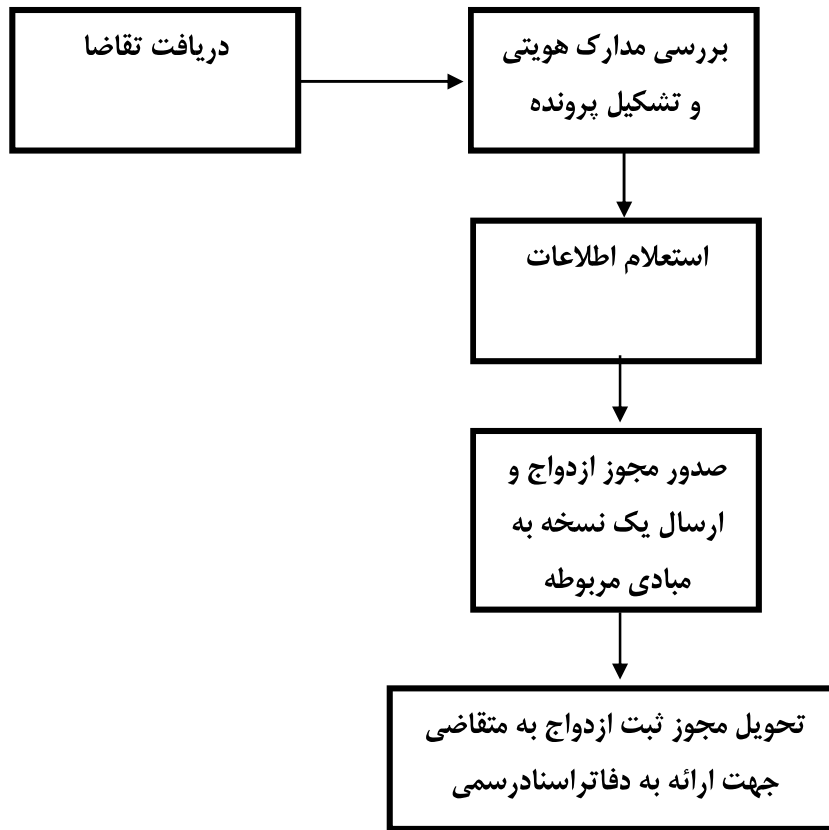 دریافت تقاضا
بررسی مدارک هویتی
و تشکیل پرونده
استعلام اطلاعات
صدور مجوز ازدواج و
ارسال یک نسخه به
مبادی مربوطه
تحویل مجوز ثبت ازدواج به متقاضی
جهت ارائه به دفاتراسنادرسمی